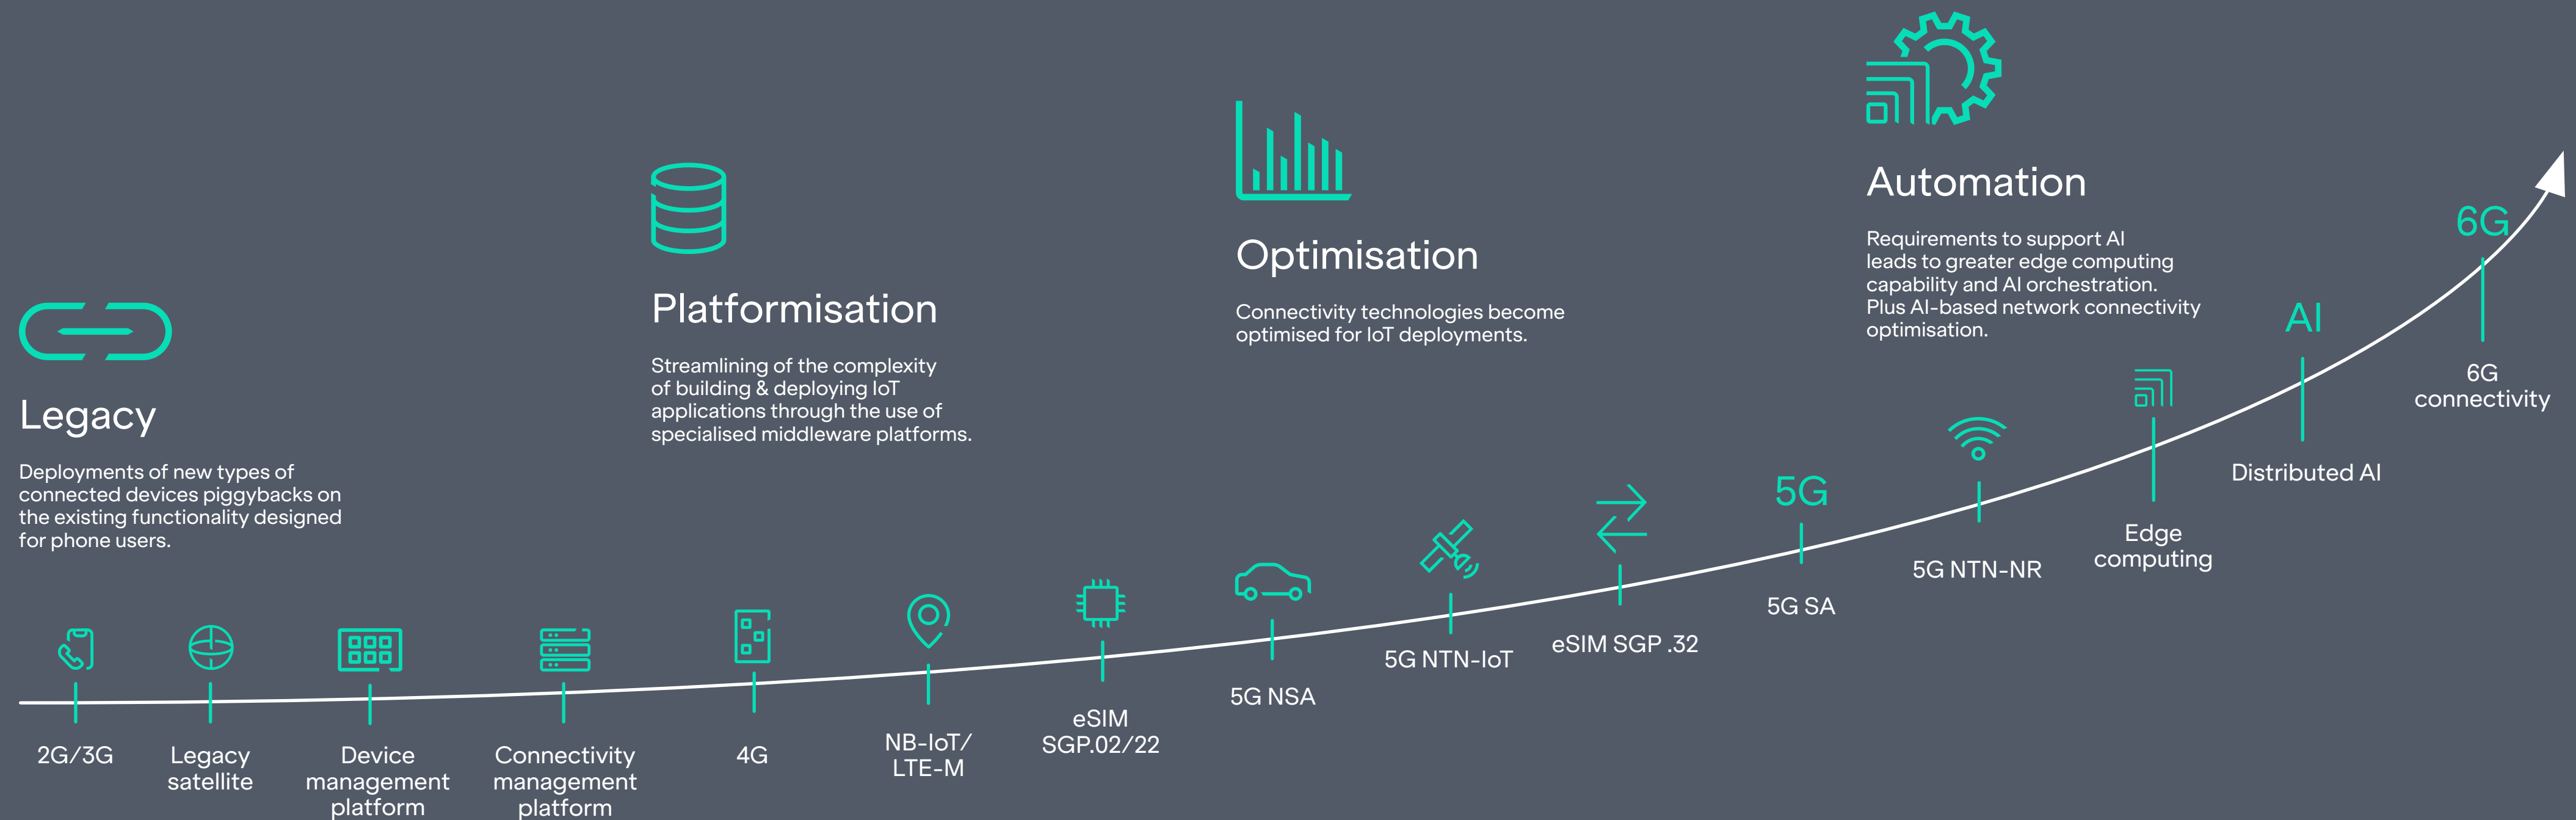 Legacy
Deployments of new types of
connected devices piggybacks on
the existing functionality designed
for phone users.
Platformisation
Streamlining of the complexity
of building & deploying IoT
applications through the use of
specialised middleware platforms.
Optimisation
Connectivity technologies become
optimised for IoT deployments.
Automation
Requirements to support AI
leads to greater edge computing
capability and AI orchestration.
Plus AI-based network connectivity
optimisation.
2G/3G
Legacy
satellite
Device
management
platform
Connectivity
management
platform
4G
NB-IoT/
LTE-M
eSIM
SGP.02/22
5G NSA
5G NTN-IoT
eSIM SGP .32
5G
5G SA
5G NTN-NR
Edge
computing
AI
Distributed AI
6G
6G
connectivity